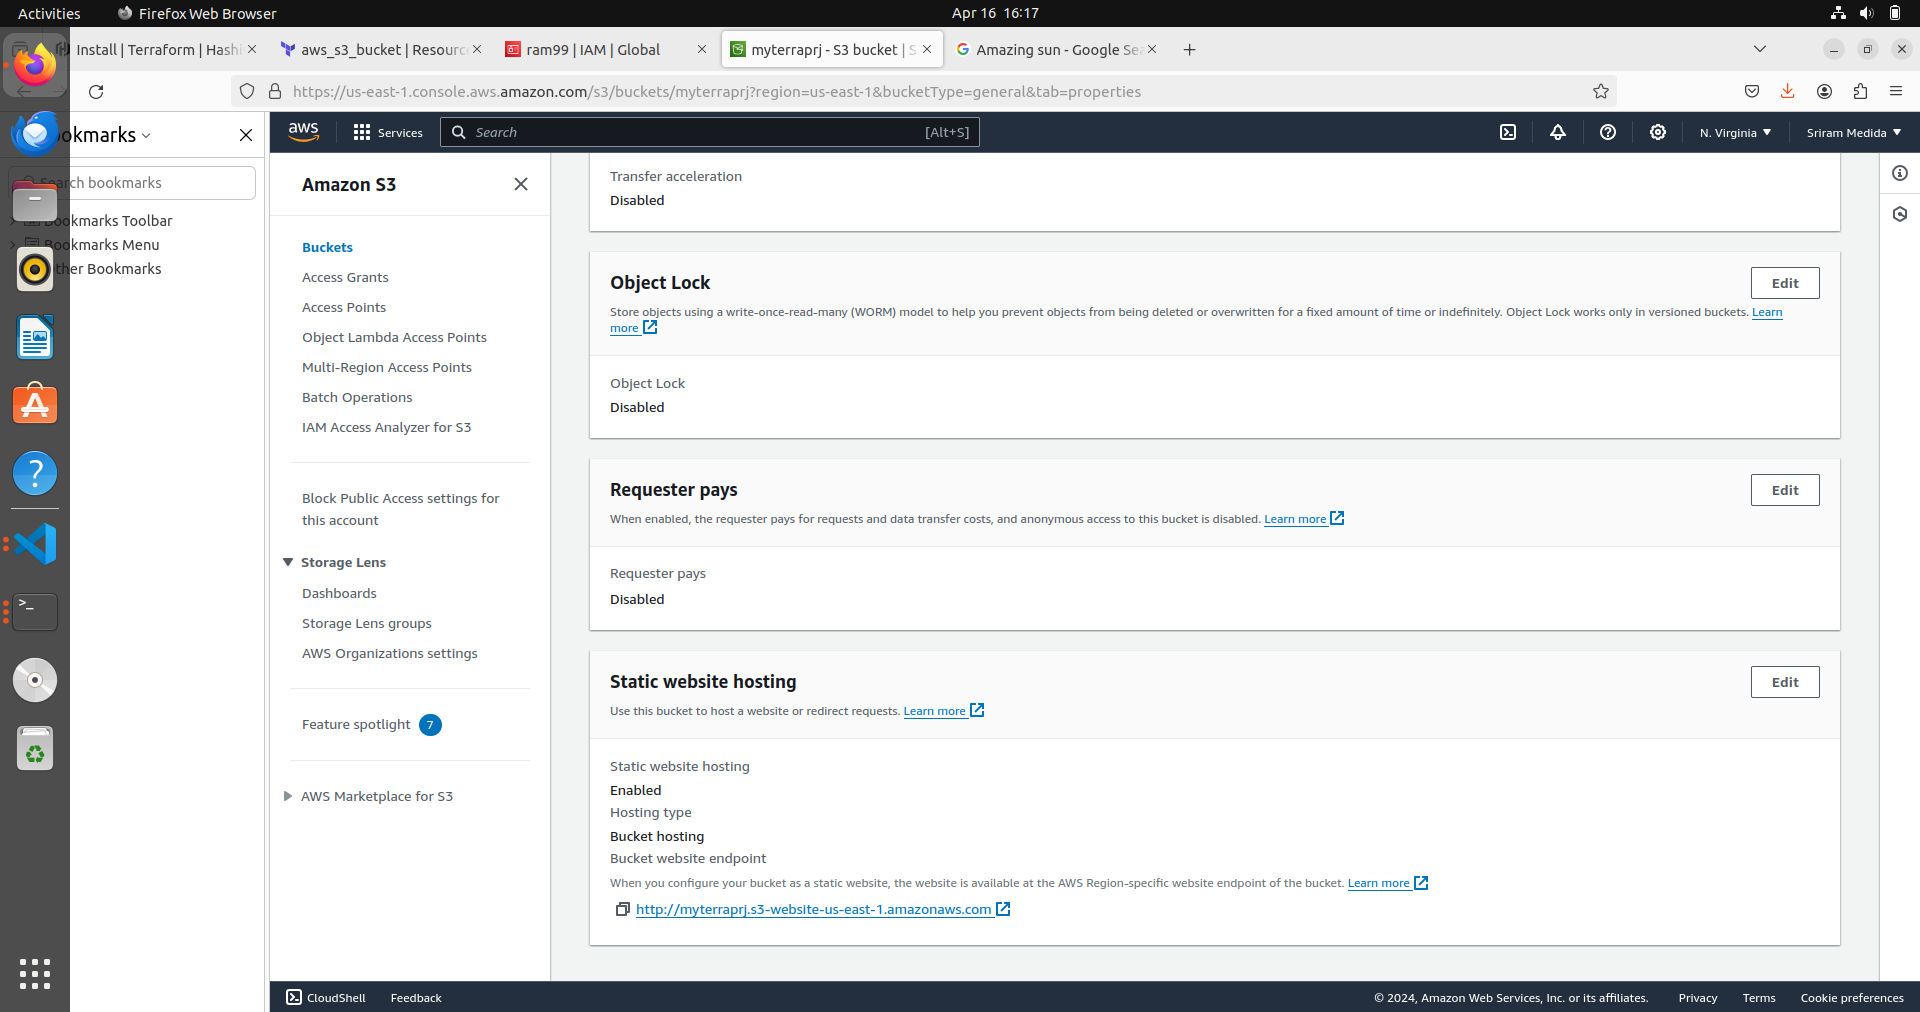 Activities
Firefox Web Browser
Apr 16 16:17
Install | Terraform | Hashi
aws_s3_bucket | Resourc
ram99 | IAM | Global
myterraprj - S3 bucket | S
Amazing sun - Google Sea
https://us-east-1.console.aws.amazon.com/s3/buckets/myterraprj?region=us-east-1&bucketType=general&tab=properties
ookmarks
Search bookmarks
Bookmarks Toolbar
Bookmarks Menu
ther Bookmarks
aws
Services
Search
[Alt+S]
N. Virginia
Sriram Medida
Amazon S3
Buckets
Access Grants
Access Points
Object Lambda Access Points
Multi-Region Access Points
Batch Operations
IAM Access Analyzer for S3
Block Public Access settings for
this account
Storage Lens
Dashboards
Storage Lens groups
AWS Organizations settings
Feature spotlight 7
AWS Marketplace for S3
Transfer acceleration
Disabled
Object Lock
Edit
Store objects using a write-once-read-many (WORM) model to help you prevent objects from being deleted or overwritten for a fixed amount of time or indefinitely. Object Lock works only in versioned buckets. Learn
more
Object Lock
Disabled
Requester pays
Edit
When enabled, the requester pays for requests and data transfer costs, and anonymous access to this bucket is disabled. Learn more
Requester pays
Disabled
Static website hosting
Edit
Use this bucket to host a website or redirect requests. Learn more
Static website hosting
Enabled
Hosting type
Bucket hosting
Bucket website endpoint
When you configure your bucket as a static website, the website is available at the AWS Region-specific website endpoint of the bucket. Learn more
http://myterraprj.s3-website-us-east-1.amazonaws.com
CloudShell
Feedback
© 2024, Amazon Web Services, Inc. or its affiliates.
Privacy
Terms
Cookie preferences